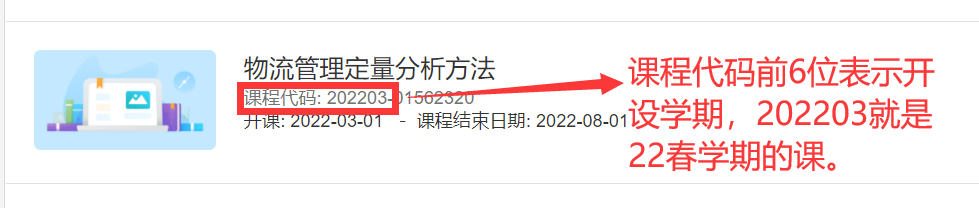 物流管理定量分析方法
课程代码: 202203-01562320
开课: 2022-03-01 - 课程结束日期: 2022-08-01
课程代码前6位表示开
设学期，202203就是
22春学期的课。